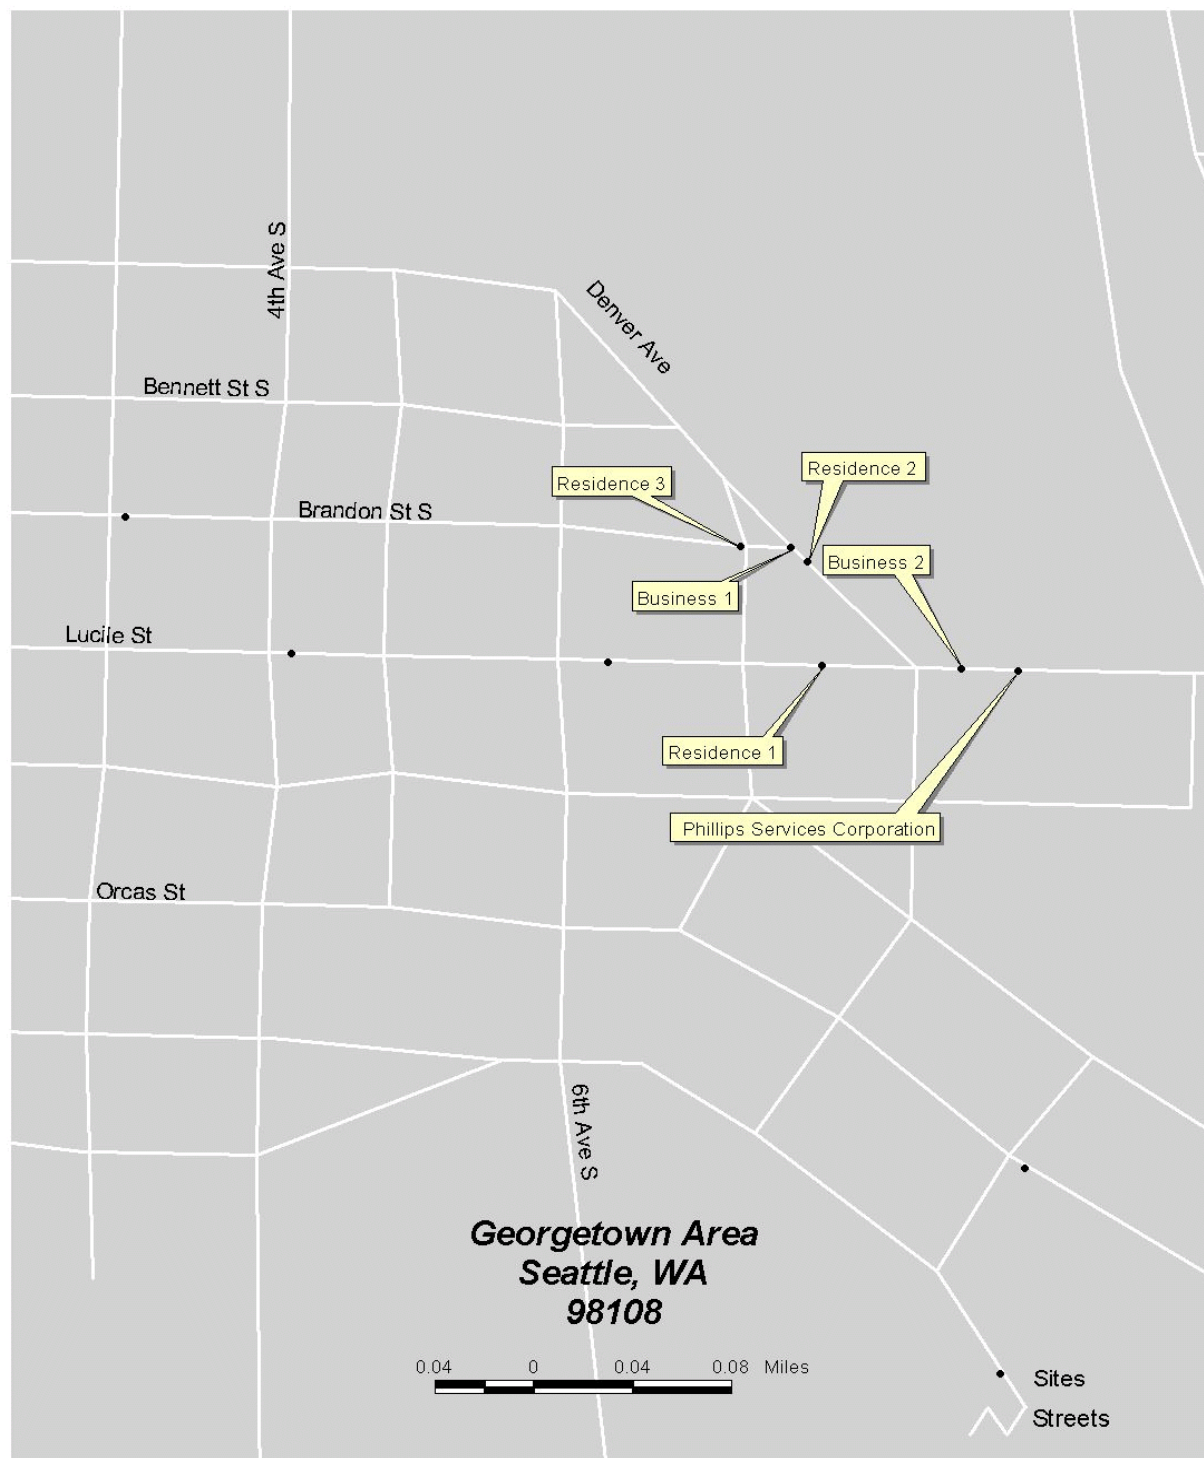 4th Ave S
Denver Ave
Bennett St S
Residence 2
Residence 3
Brandon St S
Business 2
Business 1
Lucile St
Residence 1
Phillips Services Corporation
Orcas St
6th Ave S
Georgetown Area
Seattle, WA
98108
0.04 0 0.04 0.08 Miles
Sites
Streets